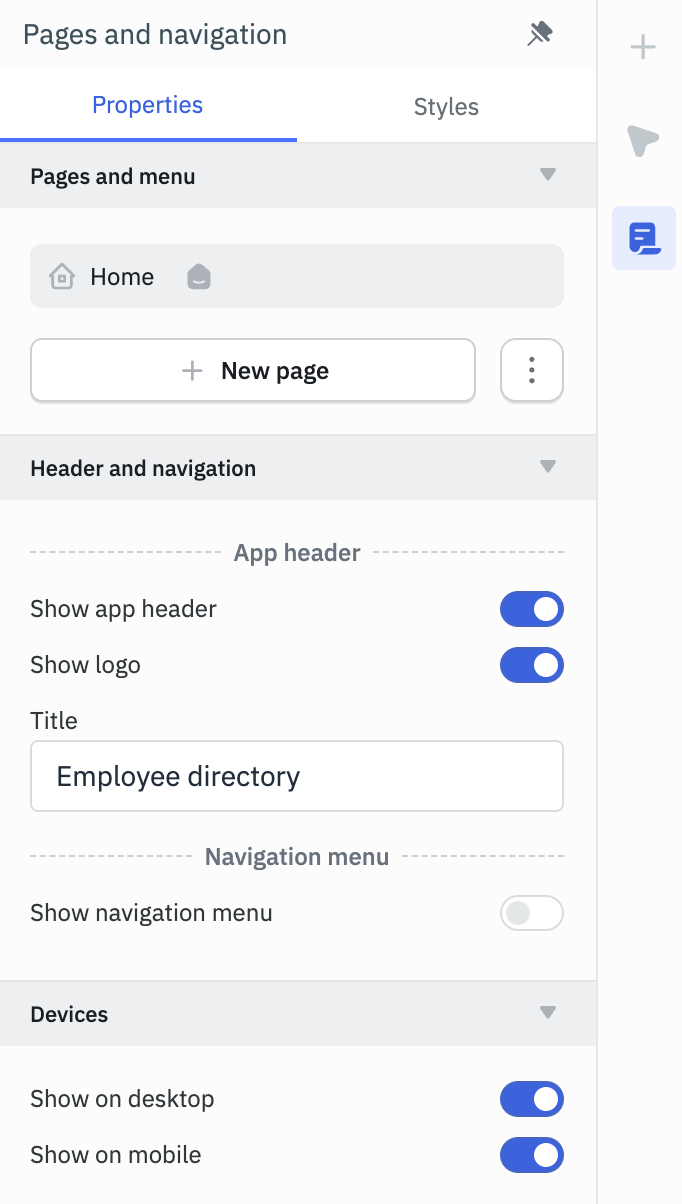 Pages and navigation
Properties
Styles
Pages and menu
Home
New page
Header and navigation
App header
Show app header
Show logo
Title
Employee directory
Navigation menu
Show navigation menu
Devices
Show on desktop
Show on mobile